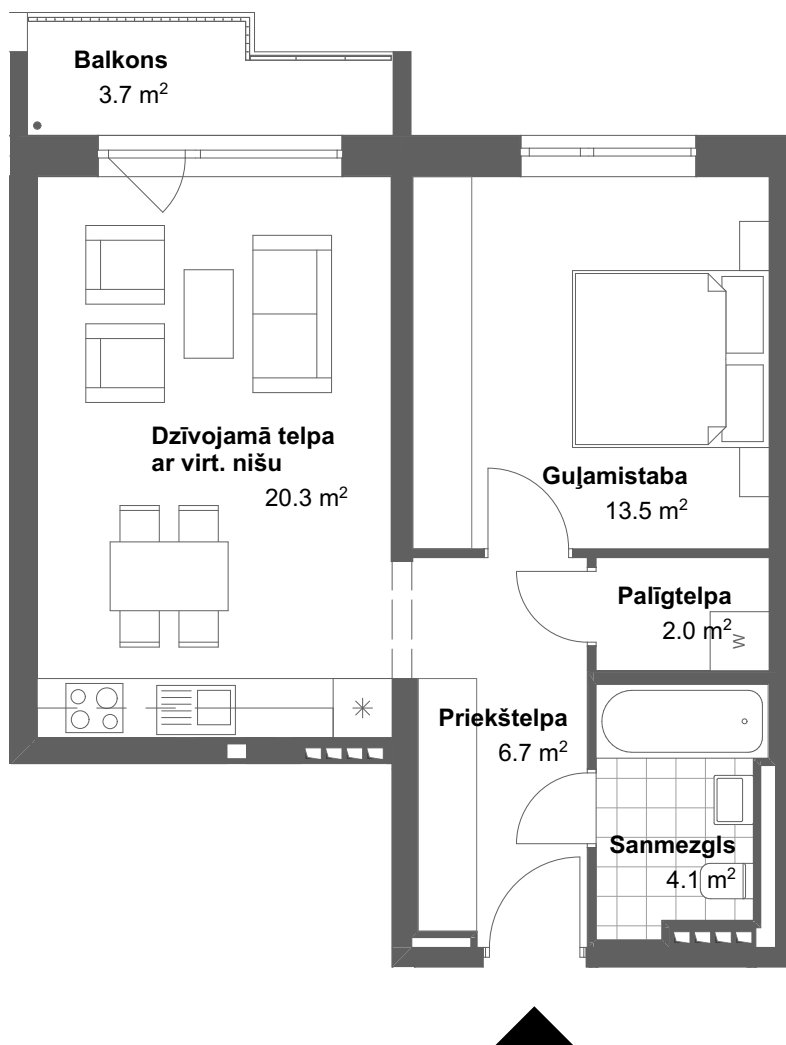 Balkons
3.7 m²
Dzīvojamā telpa
ar virt. nišu
20.3 m²
Guļamistaba
13.5 m²
Palīgtelpa
2.0 m²
W
Priekštelpa
6.7 m²
Sanmezgls
4.1 m²